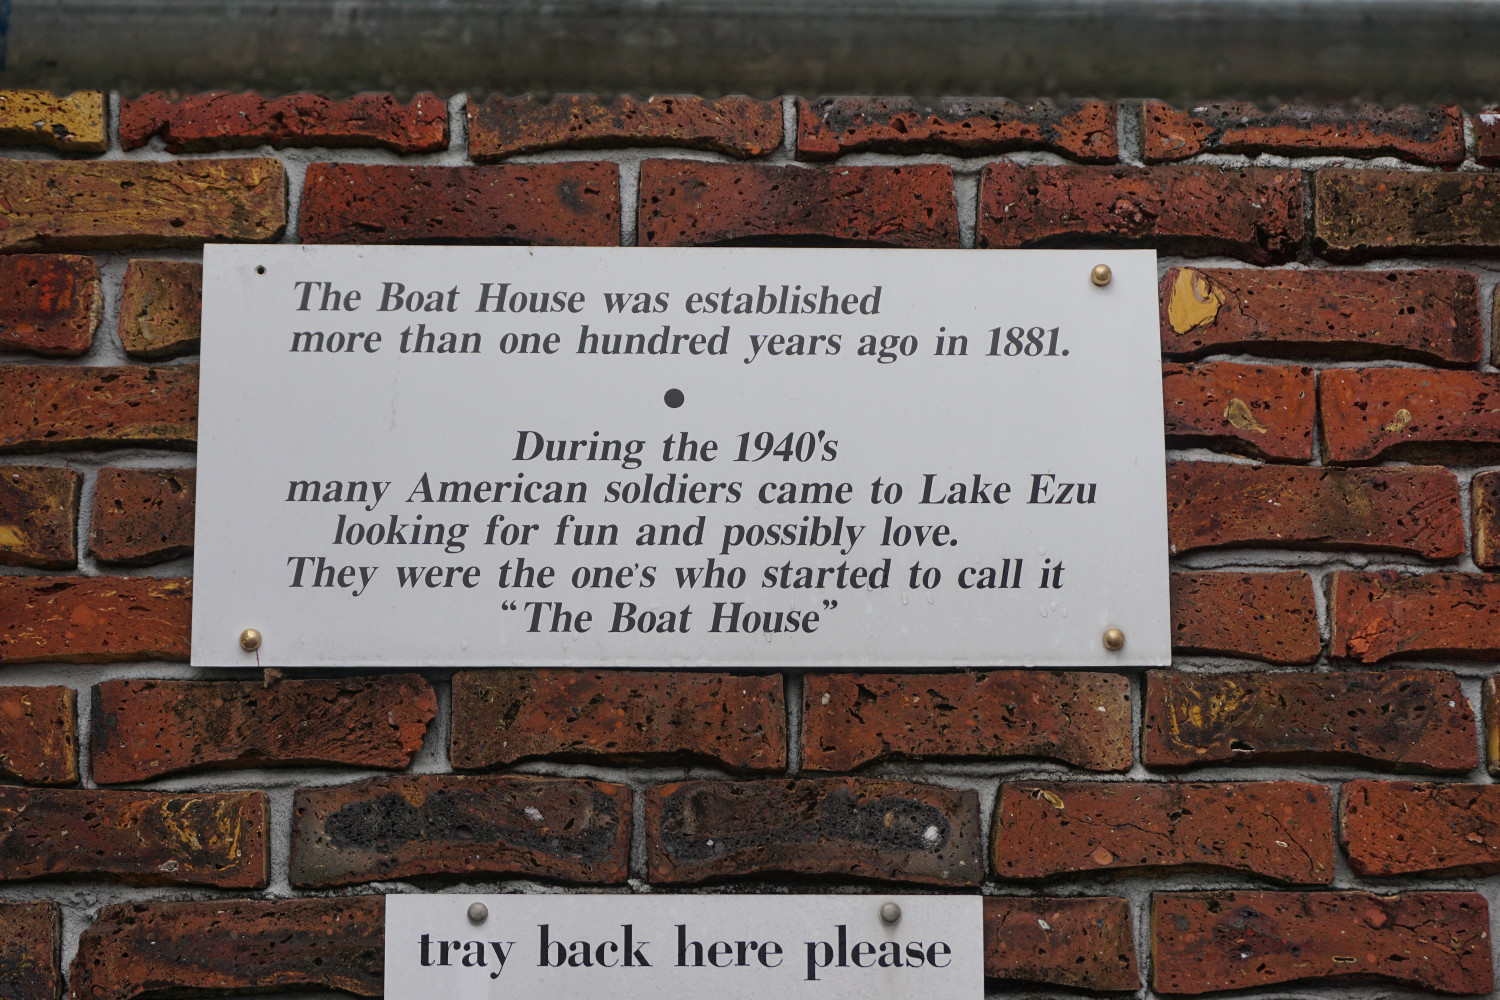 The Boat House was established
more than one hundred years ago in 1881.
●
During the 1940's
many American soldiers came to Lake Ezu
looking for fun and possibly love.
They were the one's who started to call it
“The Boat House”
tray back here please